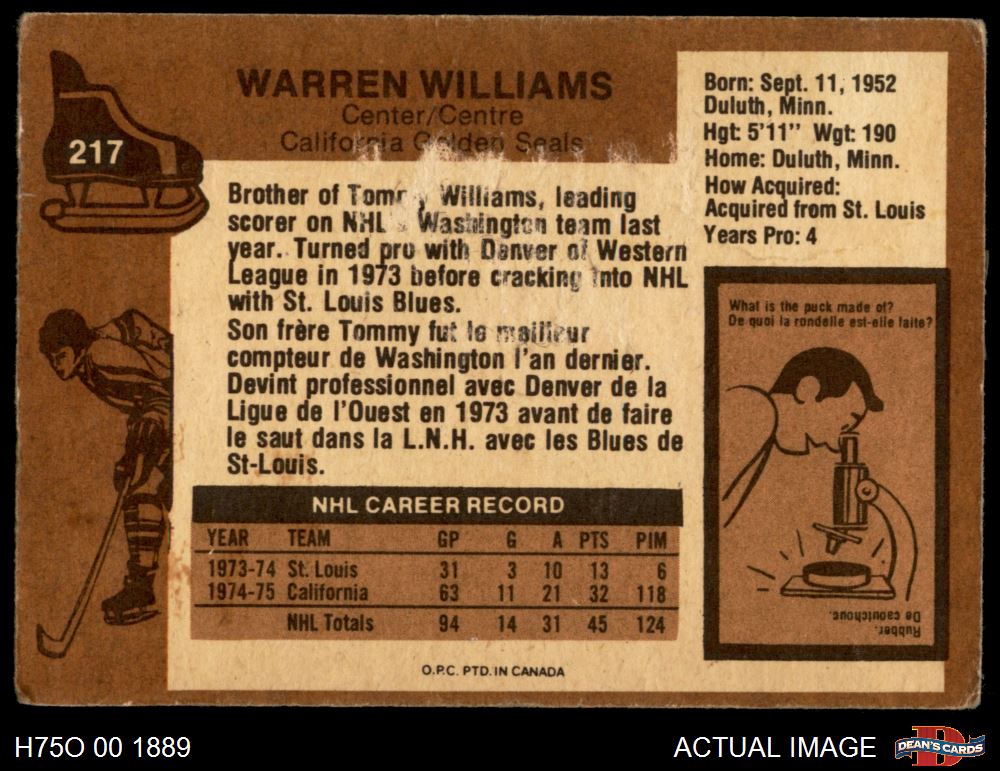 217
WARREN WILLIAMS
Center/Centre
California Golden Seals
Born: Sept. 11, 1952
Duluth, Minn.
Hgt: 5'11" Wgt: 190
Home: Duluth, Minn.
How Acquired:
Acquired from St. Louis
Years Pro: 4
Brother of Tommy Williams, leading
scorer on NHL's Washington team last
year. Turned pro with Denver of Western
League in 1973 before cracking into NHL
with St. Louis Blues.
Son frère Tommy fut le meilleur
compteur de Washington l'an dernier.
Devint professionnel avec Denver de la
Ligue de l'Ouest en 1973 avant de faire
le saut dans la L.N.H. avec les Blues de
St-Louis.
What is the puck made of?
De quoi la rondelle est-elle faite?
Rubber.
De caoutchouc.
NHL CAREER RECORD
YEAR TEAM GP G A PTS PIM
1973-74 St. Louis 31 3 10 13 6
1974-75 California 63 11 21 32 118
NHL Totals 94 14 31 45 124
O.P.C. PTD. IN CANADA
H75O 00 1889
ACTUAL IMAGE
D
DEAN'S CARDS